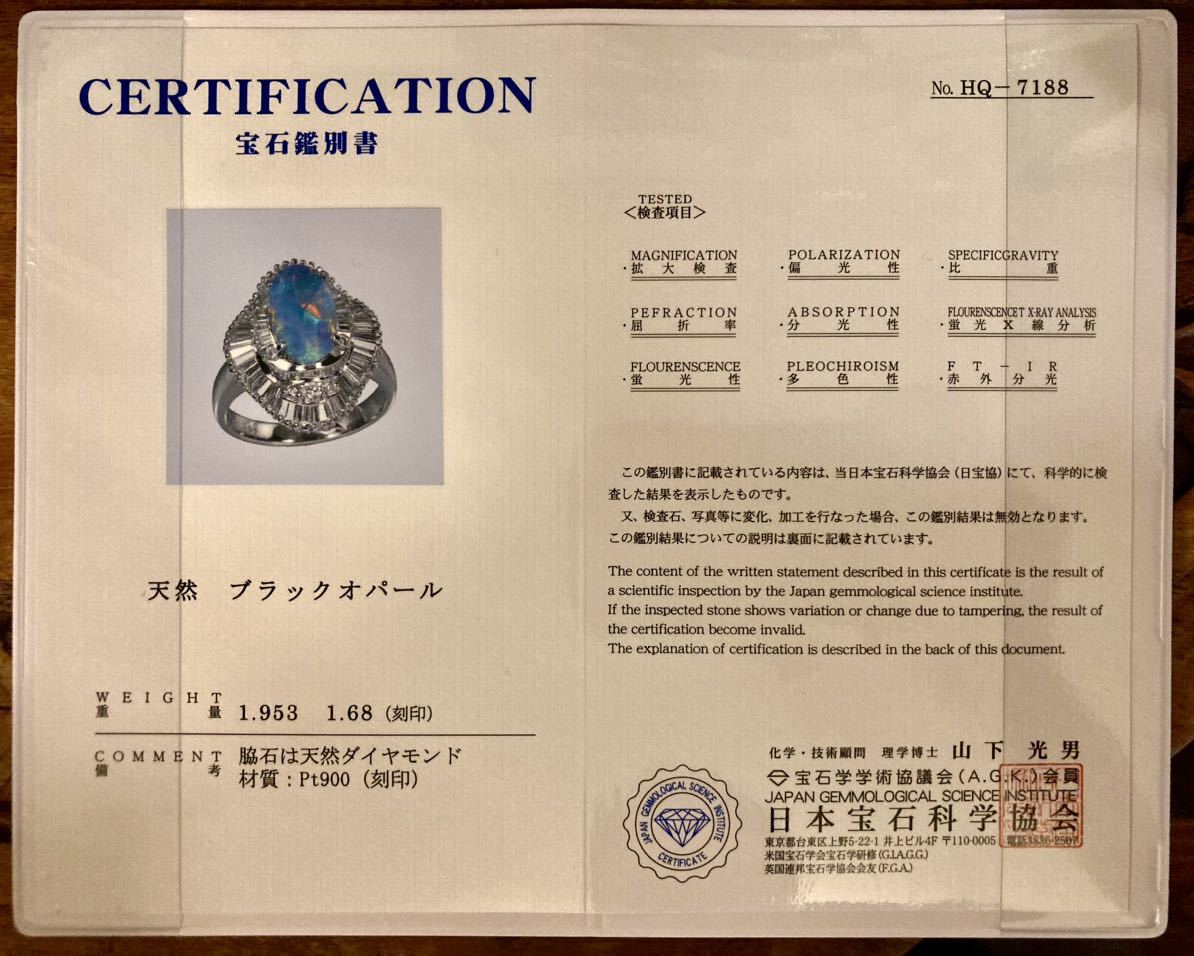 CERTIFICATION
宝石鑑別書
天然 ブラックオパール
WEIGHT
重量 1.953 1.68 (刻印)
COMMENT 脇石は天然ダイヤモンド
備考 材質:Pt900 (刻印)
No. HQ-7188
TESTED
<検査項目>
MAGNIFICATION POLARIZATION SPECIFICGRAVITY
・拡大検査 ・偏光性 ・比重
PEFRACTION ABSORPTION FLOURENSCENCET X-RAY ANALYSIS
・屈折率 ・分光性 ・蛍光X線分析
FLOURENSCENCE PLEOCHROISM FT-IR
・蛍光性 ・多色性 ・赤外分光
この鑑別書に記載されている内容は、当日本宝石科学協会(日宝協)にて、科学的に検
査した結果を表示したものです。
又、検査石、写真等に変化、加工を行なった場合、この鑑別結果は無効となります。
この鑑別結果についての説明は裏面に記載されています。
The content of the written statement described in this certificate is the result of
a scientific inspection by the Japan gemmological science institute.
If the inspected stone shows variation or change due to tampering, the result of
the certification become invalid.
The explanation of certification is described in the back of this document.
JAPAN GEMMOLOGICAL SCIENCE INSTITUTE
CERTIFICATE
化学・技術顧問 理学博士 山下 光男
宝石学学術協議会(A.G.K.)会員
JAPAN GEMMOLOGICAL SCIENCE INSTITUTE
日本宝石科学協会
東京都台東区上野5-22-1 井上ビル4F 〒110-0005 電話3836-2507
米国宝石学会宝石学研修(G.I.A.G.G.)
英国連邦宝石学協会会友(F.G.A.)